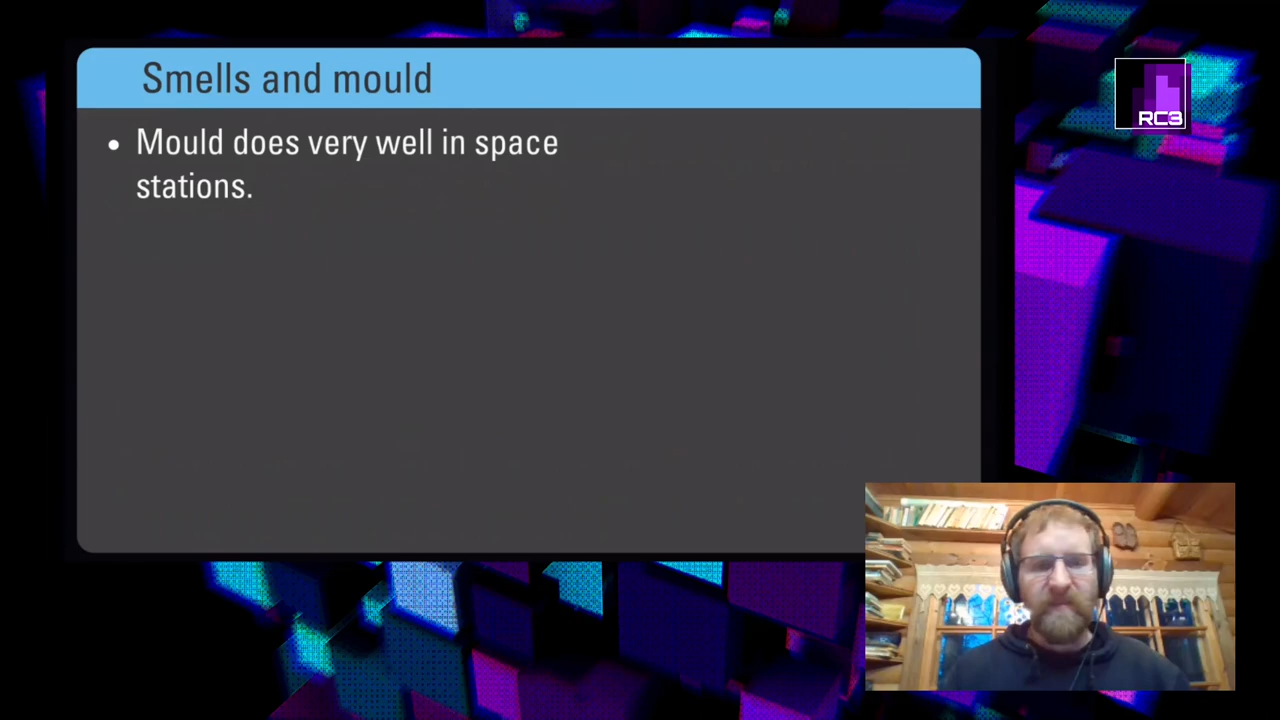 Smells and mould
RC3
• Mould does very well in space
stations.